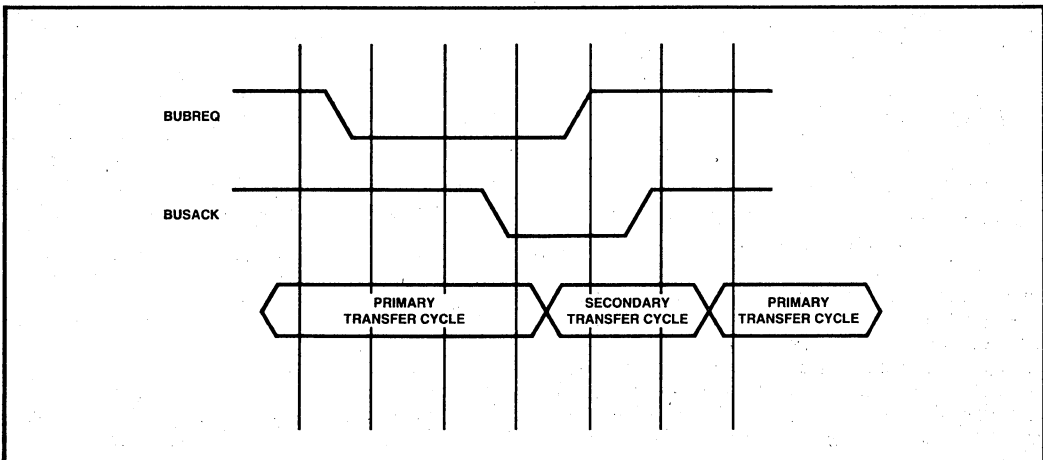 BUBREQ
BUSACK
PRIMARY
TRANSFER CYCLE
SECONDARY
TRANSFER CYCLE
PRIMARY
TRANSFER CYCLE